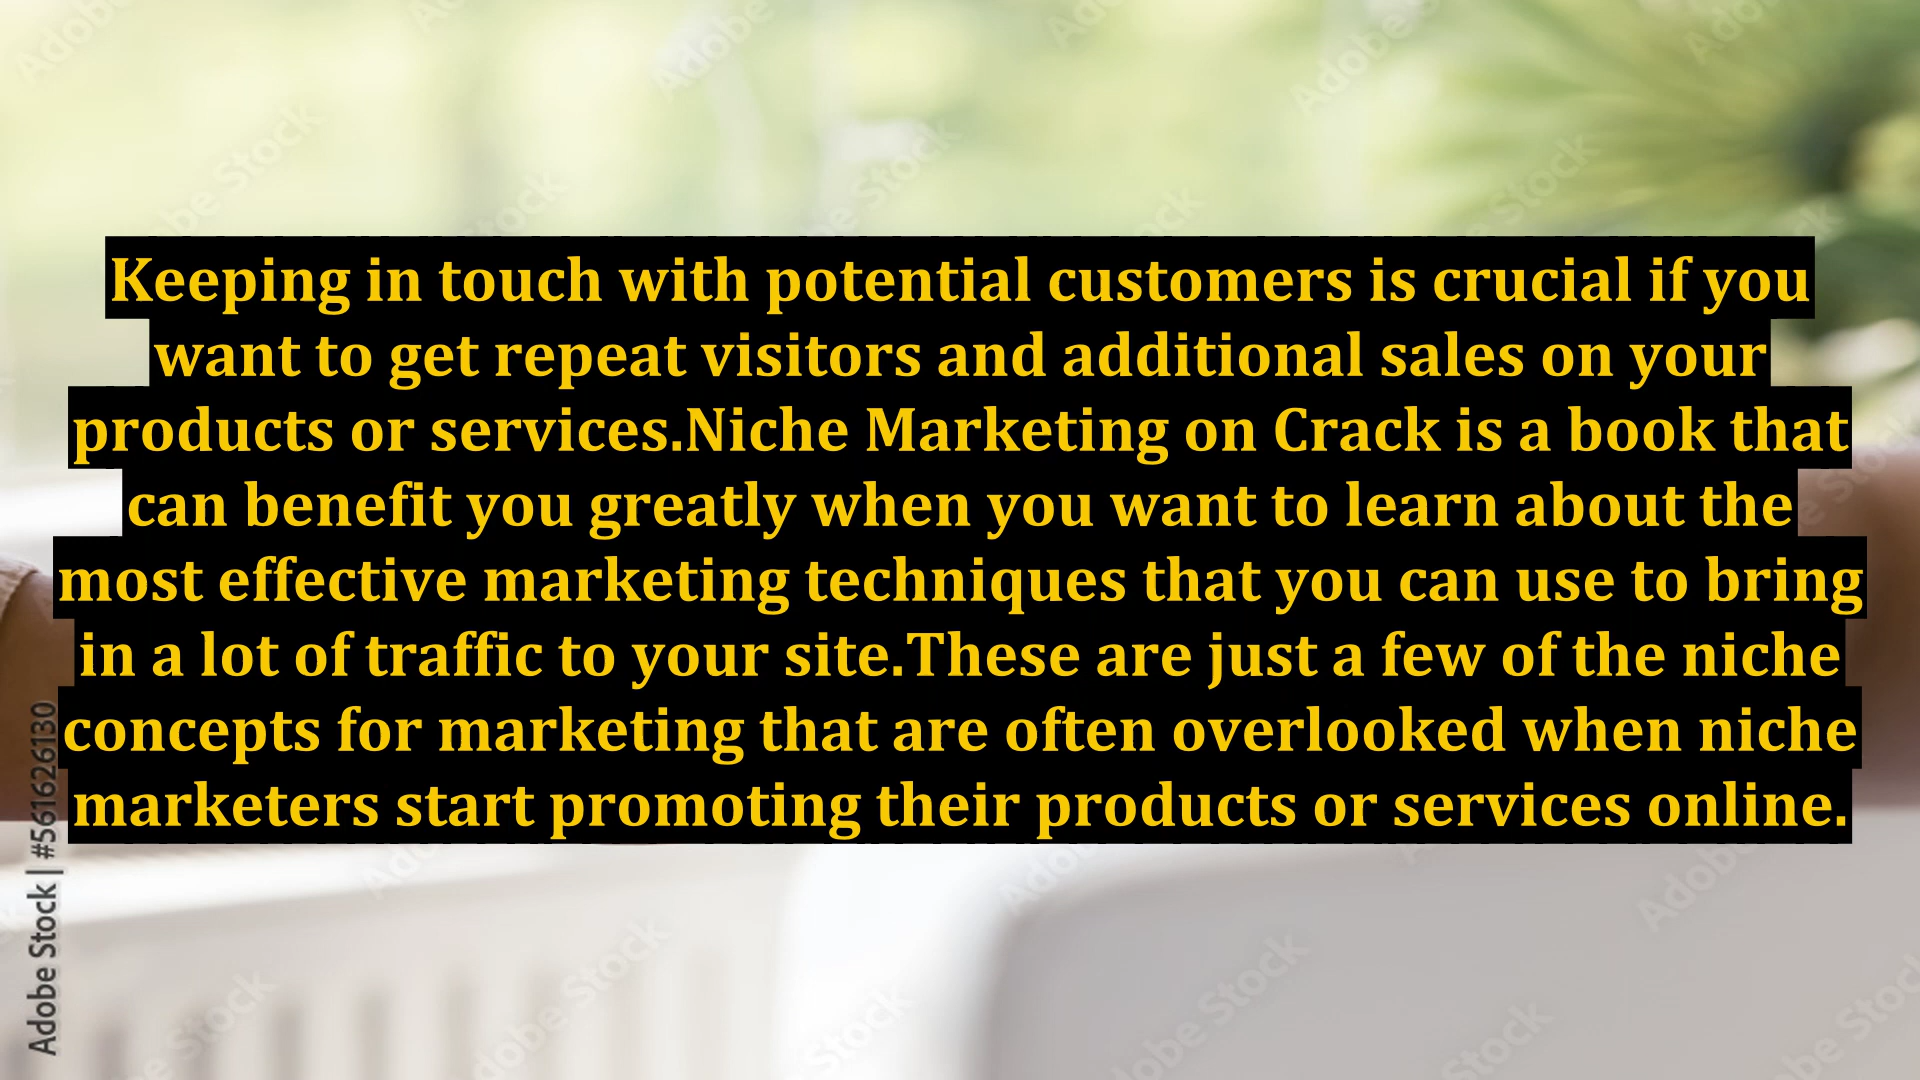 Keeping in touch with potential customers is crucial if you
want to get repeat visitors and additional sales on your
products or services.Niche Marketing on Crack is a book that
can benefit you greatly when you want to learn about the
most effective marketing techniques that you can use to bring
in a lot of traffic to your site.These are just a few of the niche
concepts for marketing that are often overlooked when niche
marketers start promoting their products or services online.
Adobe Stock | #561626130